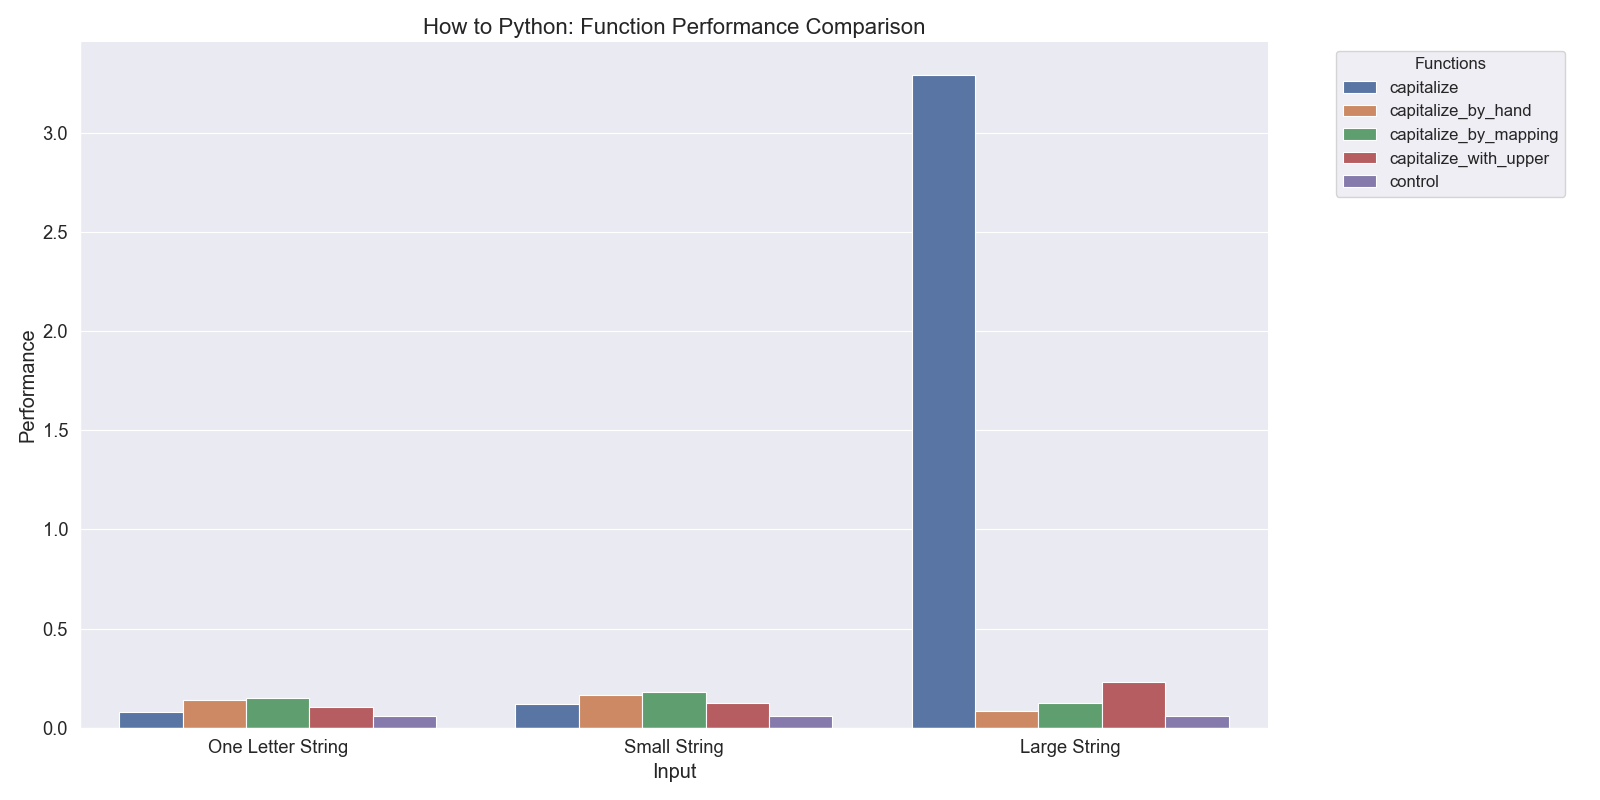 How to Python: Function Performance Comparison
Functions
capitalize
capitalize_by_hand
capitalize_by_mapping
capitalize_with_upper
control
Performance
3.0
2.5
2.0
1.5
1.0
0.5
0.0
One Letter String
Small String
Large String
Input